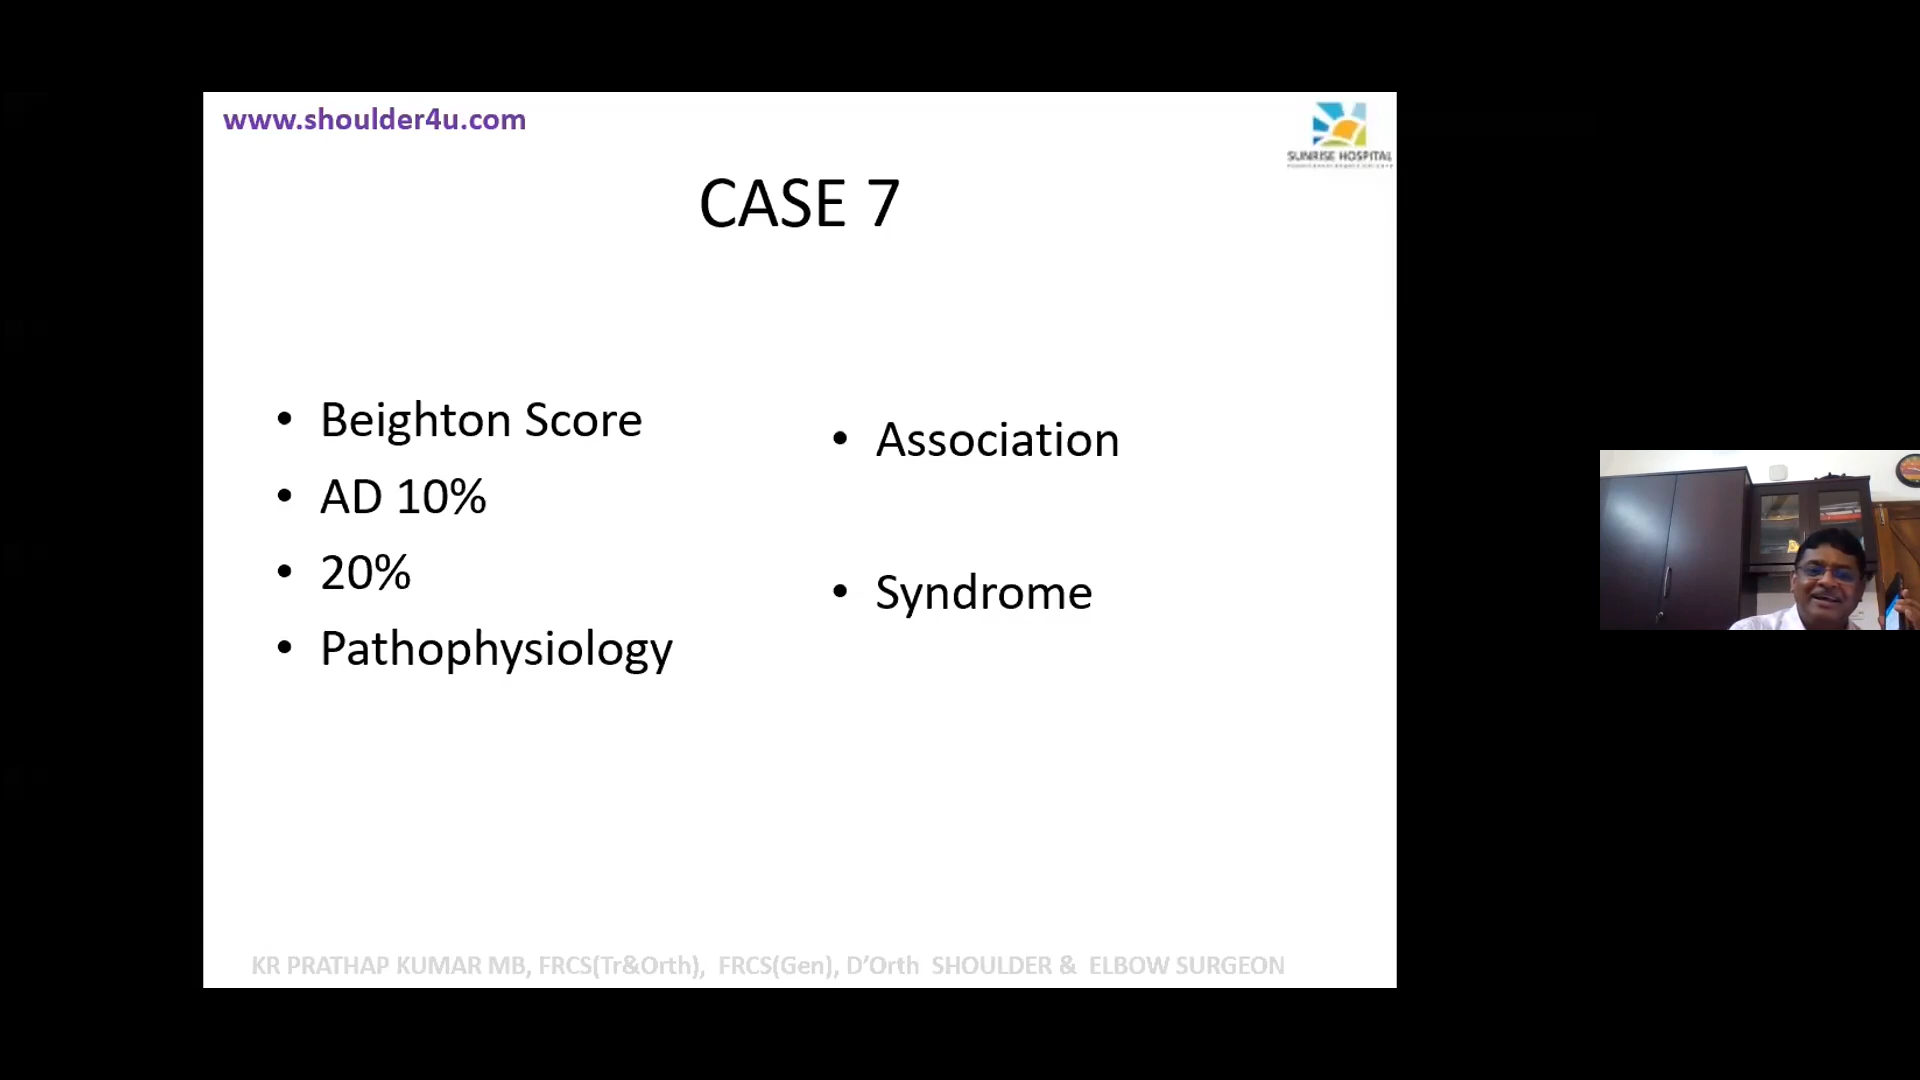 www.shoulder4u.com
SUNRISE HOSPITAL
CASE 7
• Beighton Score
• AD 10%
• 20%
• Pathophysiology
• Association
• Syndrome
KR PRATHAP KUMAR MB, FRCS(Tr&Orth), FRCS(Gen), D’Orth SHOULDER & ELBOW SURGEON